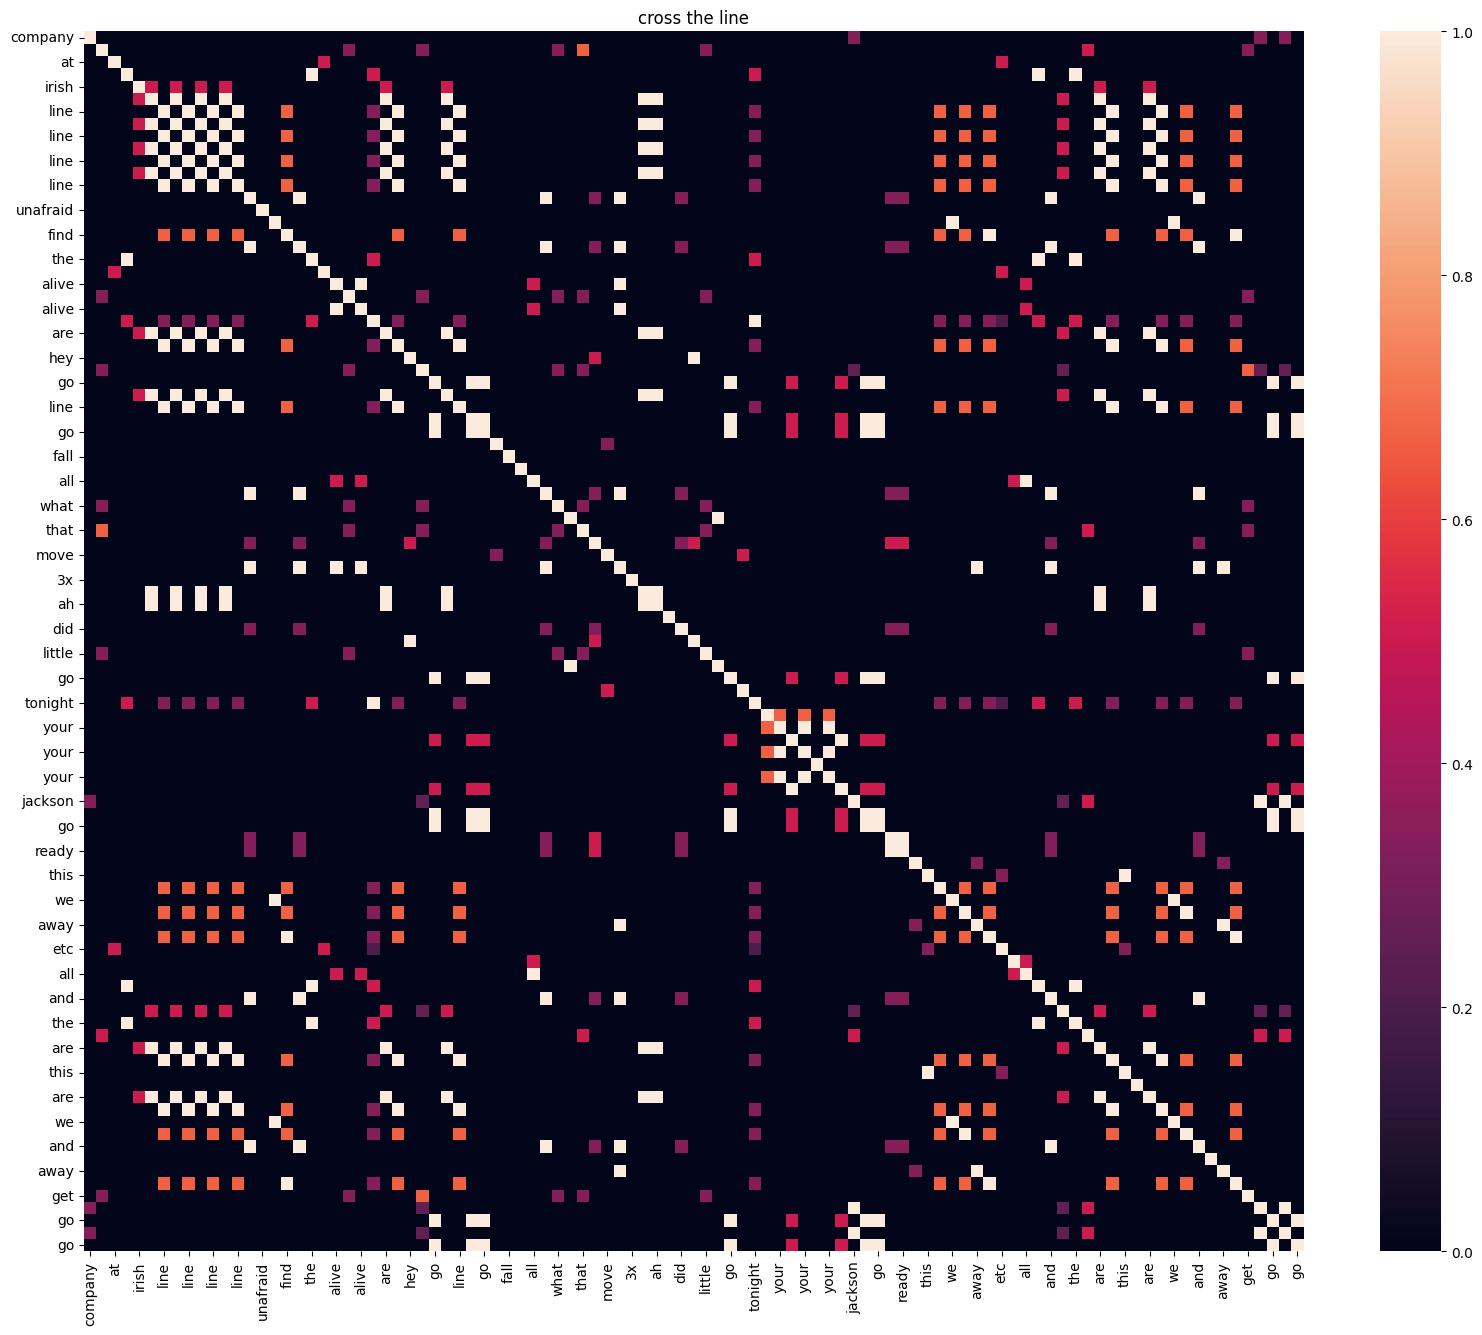 cross the line
company
at
irish
line
line
line
line
unafraid
find
the
alive
alive
are
hey
go
line
go
fall
all
what
that
move
3x
ah
did
little
go
tonight
your
your
your
jackson
go
ready
this
we
away
etc
all
and
the
are
this
are
we
and
away
get
go
go
1.0
0.8
0.6
0.4
0.2
0.0
company
at
irish
line
line
line
line
unafraid
find
the
alive
alive
are
hey
go
line
go
fall
all
what
that
move
3x
ah
did
little
go
tonight
your
your
your
jackson
go
ready
this
we
away
etc
all
and
the
are
this
are
we
and
away
get
go
go